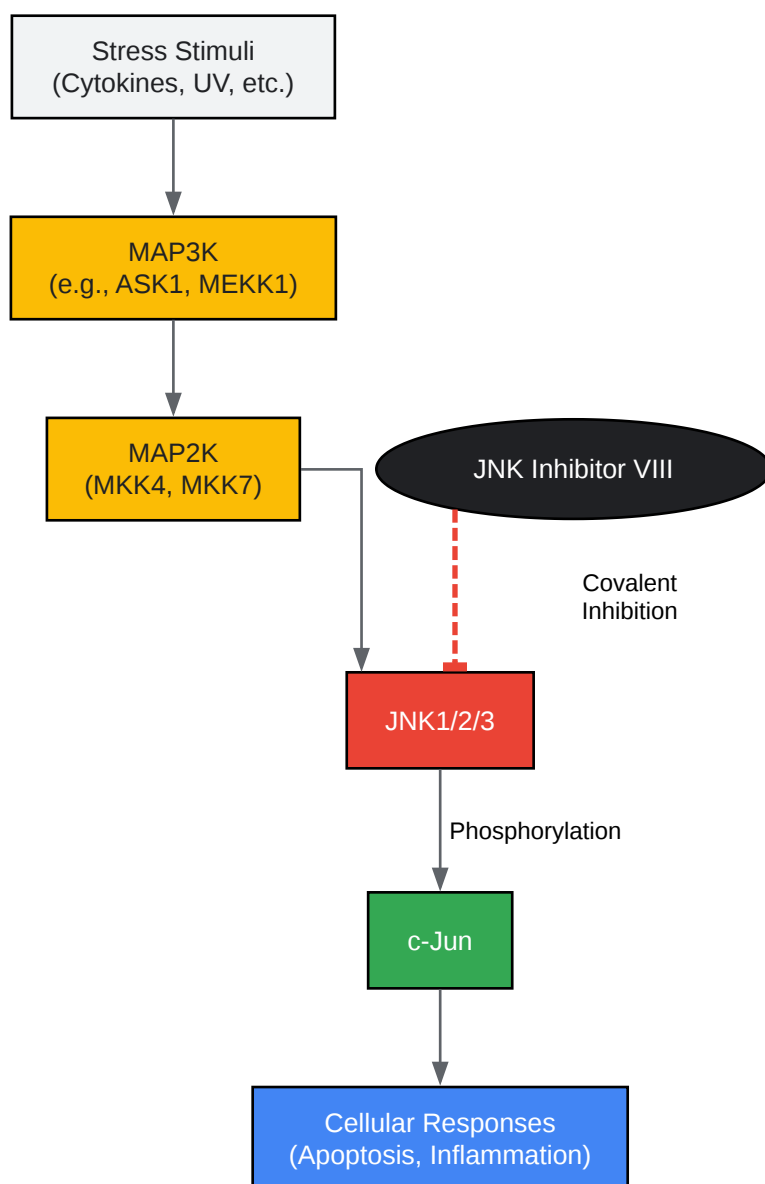 Stress Stimuli
(Cytokines, UV, etc.)
MAP3K
(e.g., ASK1, MEKK1)
MAP2K
(MKK4, MKK7)
JNK Inhibitor VIII
Covalent
Inhibition
JNK1/2/3
Phosphorylation
c-Jun
Cellular Responses
(Apoptosis, Inflammation)